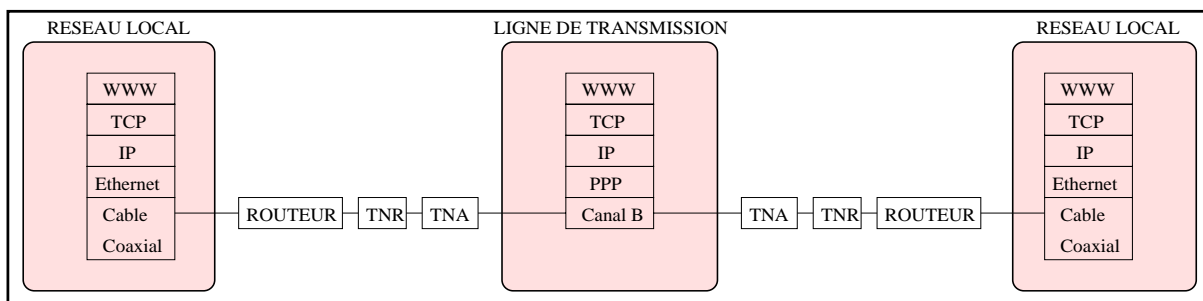 RESEAU LOCAL
LIGNE DE TRANSMISSION
RESEAU LOCAL
WWW
TCP
IP
Ethernet
Cable
Coaxial
ROUTEUR
TNR
TNA
WWW
TCP
IP
PPP
Canal B
TNA
TNR
ROUTEUR
WWW
TCP
IP
Ethernet
Cable
Coaxial